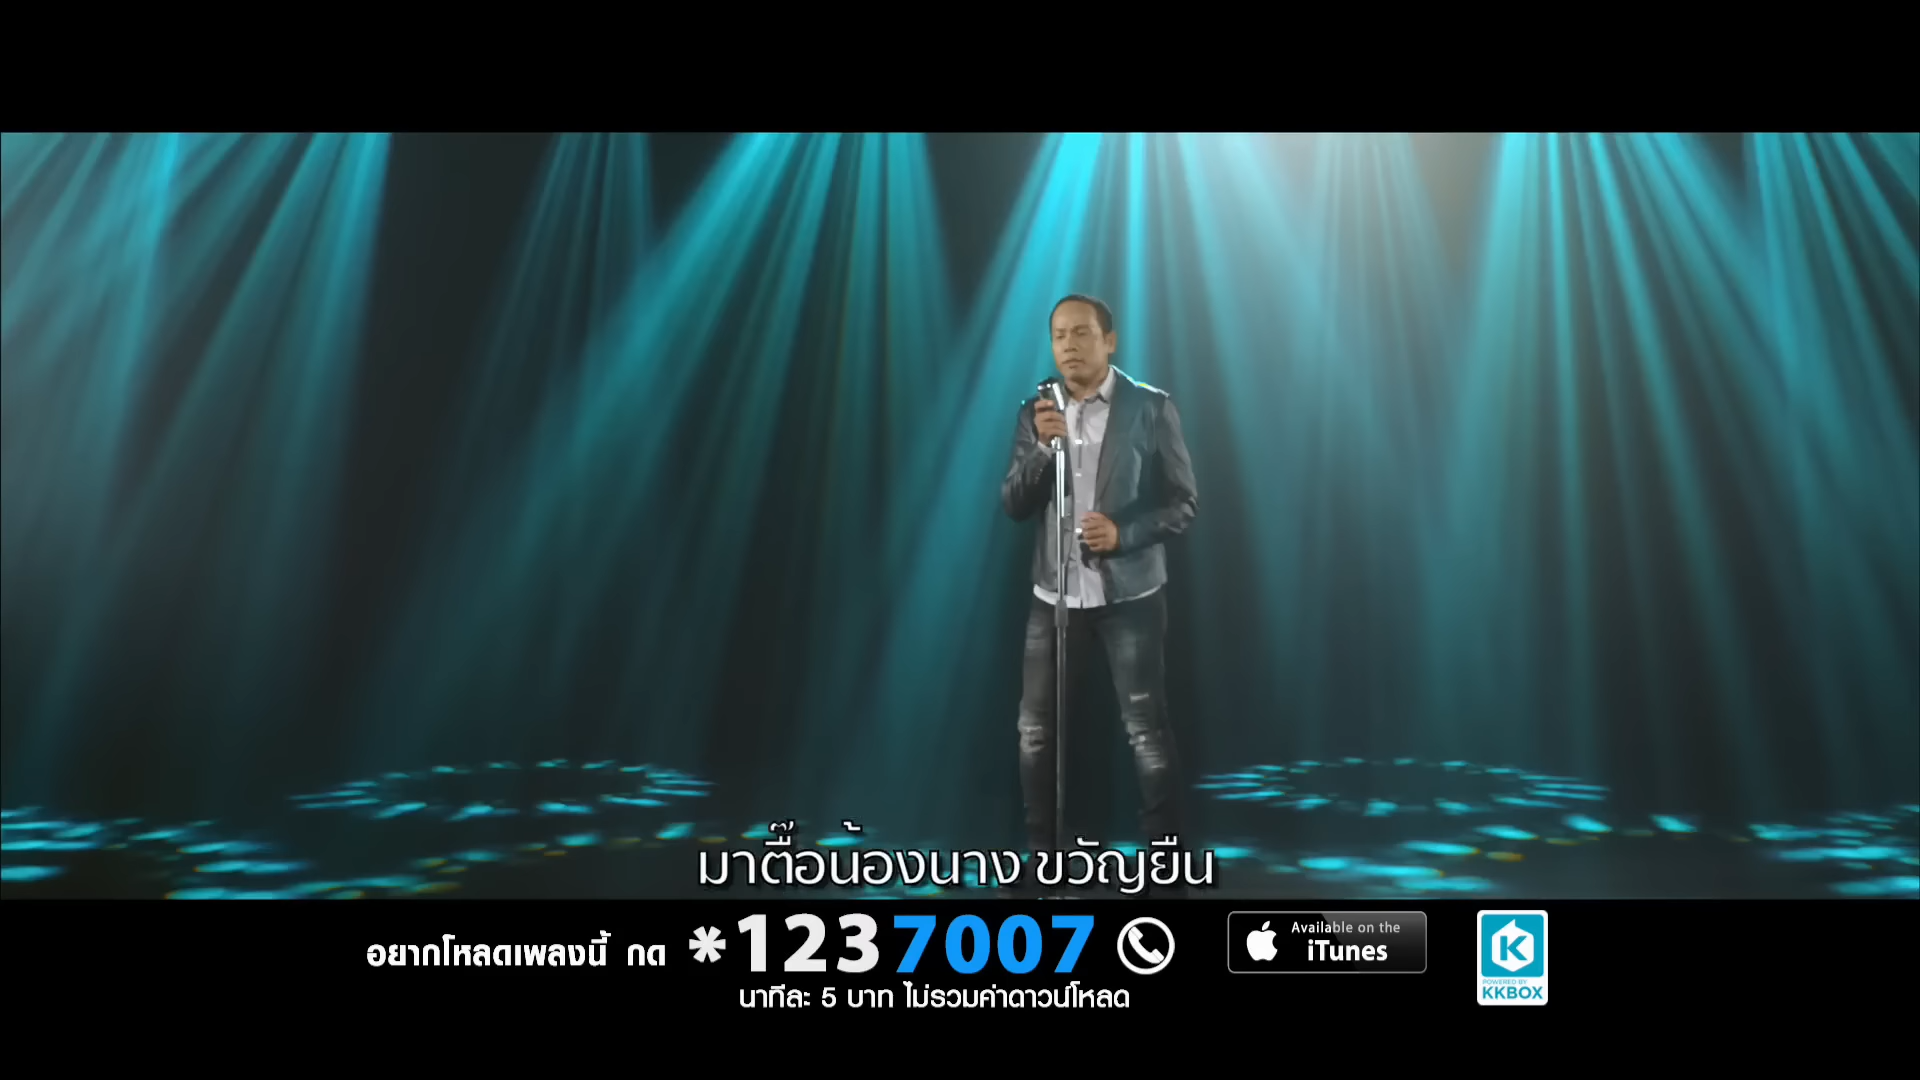 มาตื๊อน้องนาง ขวัญยืน
อยากโหลดเพลงนี้ กด *1237007
นาทีละ 5 บาท ไม่รวมค่าดาวน์โหลด
Available on the
iTunes
K
POWERED BY
KKBOX